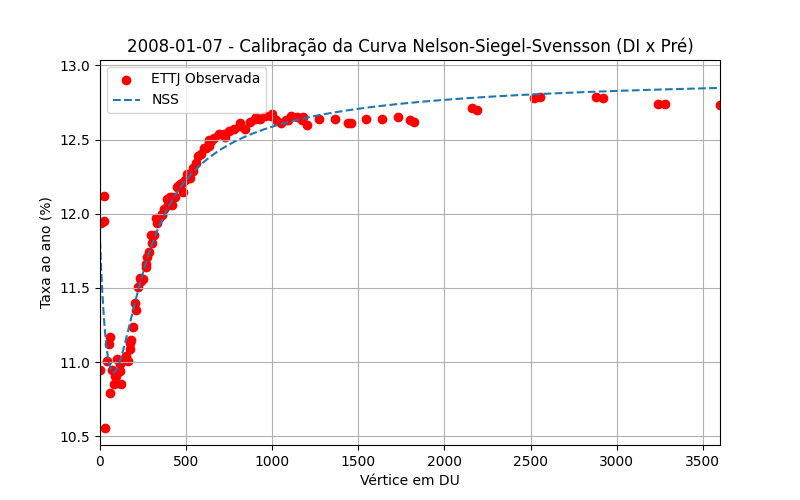 2008-01-07 - Calibração da Curva Nelson-Siegel-Svensson (DI x Pré)
ETTJ Observada
NSS
Taxa ao ano (%)
13.0
12.5
12.0
11.5
11.0
10.5
0 500 1000 1500 2000 2500 3000 3500
Vértice em DU